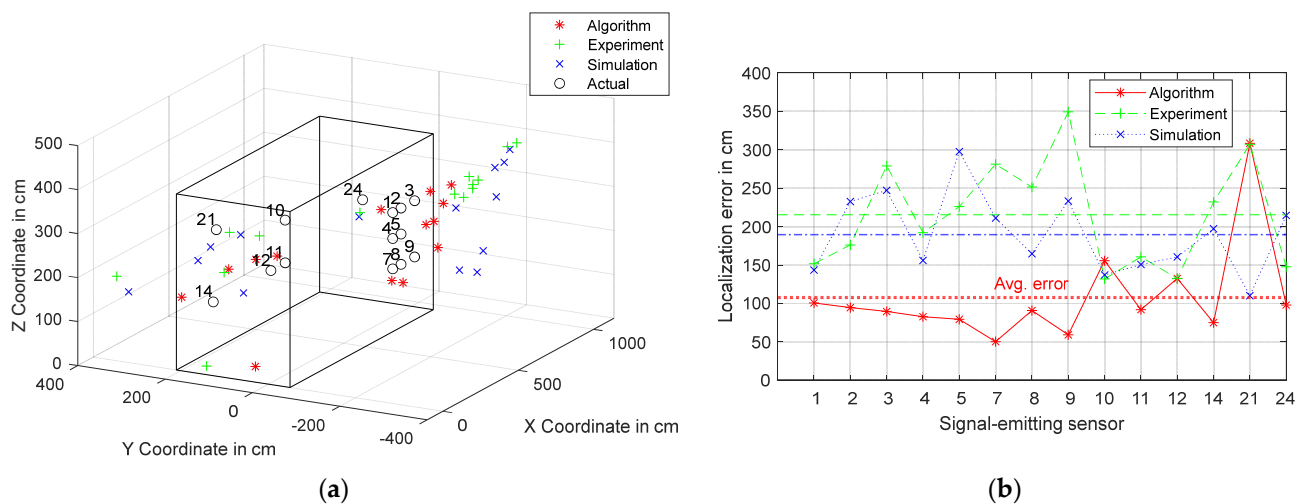 Algorithm
Experiment
Simulation
Actual
500
400
300
200
100
0
Z Coordinate in cm
400
200
0
-200
-400
Y Coordinate in cm
0
500
1000
X Coordinate in cm
24
3
12
5
4
9
8
7
10
21
11
12
14
(a)
(b)
400
350
300
250
200
150
100
50
0
Localization error in cm
Algorithm
Experiment
Simulation
Avg. error
1 2 3 4 5 7 8 9 10 11 12 14 21 24
Signal-emitting sensor